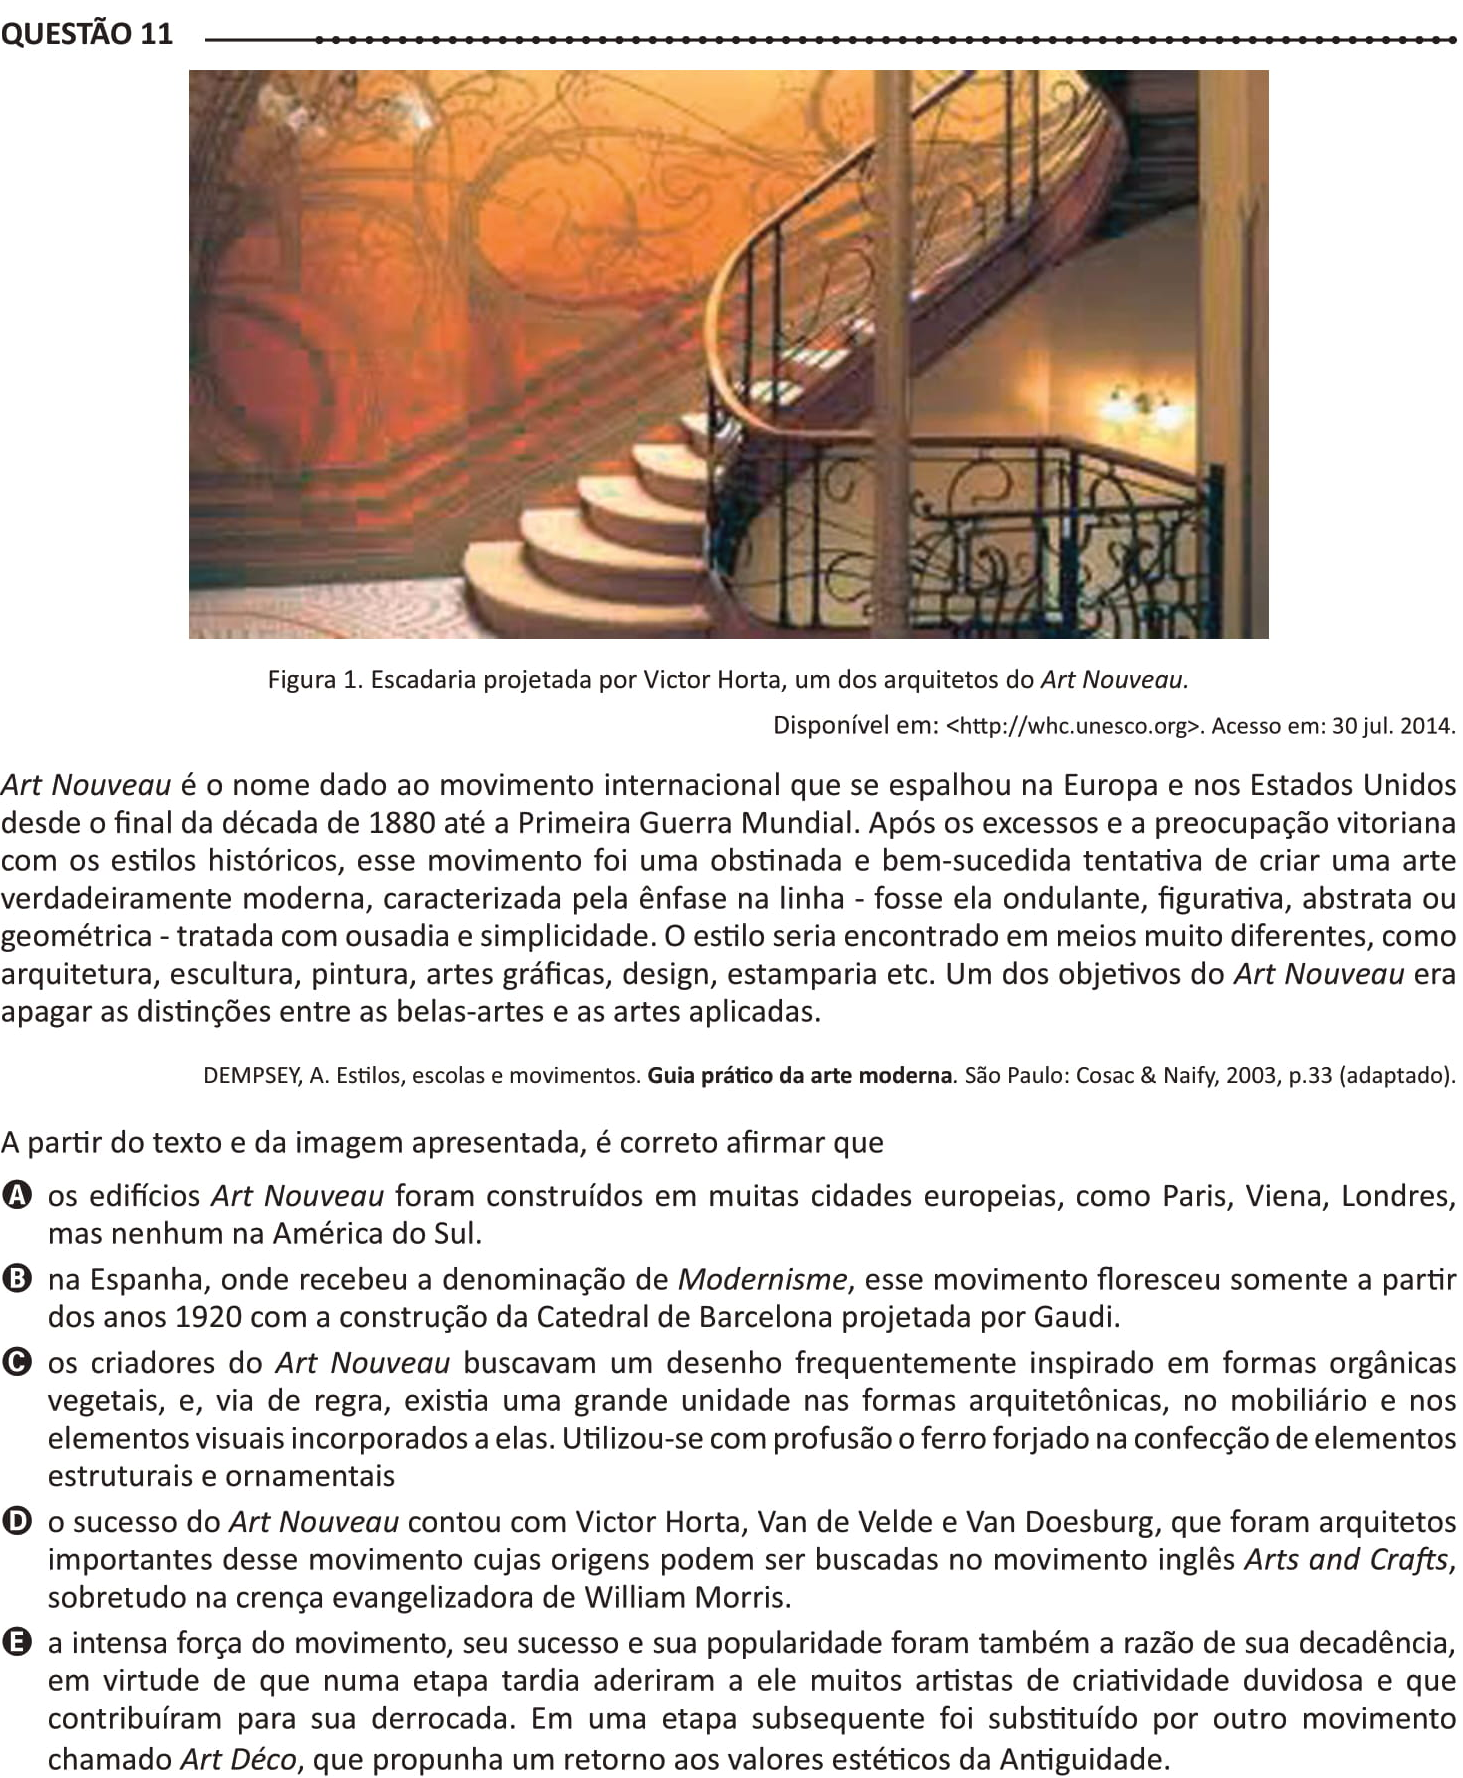 QUESTÃO 11
Figura 1. Escadaria projetada por Victor Horta, um dos arquitetos do Art Nouveau.
Disponível em: <http://whc.unesco.org>. Acesso em: 30 jul. 2014.
Art Nouveau é o nome dado ao movimento internacional que se espalhou na Europa e nos Estados Unidos
desde o final da década de 1880 até a Primeira Guerra Mundial. Após os excessos e a preocupação vitoriana
com os estilos históricos, esse movimento foi uma obstinada e bem-sucedida tentativa de criar uma arte
verdadeiramente moderna, caracterizada pela ênfase na linha - fosse ela ondulante, figurativa, abstrata ou
geométrica - tratada com ousadia e simplicidade. O estilo seria encontrado em meios muito diferentes, como
arquitetura, escultura, pintura, artes gráficas, design, estamparia etc. Um dos objetivos do Art Nouveau era
apagar as distinções entre as belas-artes e as artes aplicadas.
DEMPSEY, A. Estilos, escolas e movimentos. Guia prático da arte moderna. São Paulo: Cosac & Naify, 2003, p.33 (adaptado).
A partir do texto e da imagem apresentada, é correto afirmar que
A os edifícios Art Nouveau foram construídos em muitas cidades europeias, como Paris, Viena, Londres,
mas nenhum na América do Sul.
B na Espanha, onde recebeu a denominação de Modernisme, esse movimento floresceu somente a partir
dos anos 1920 com a construção da Catedral de Barcelona projetada por Gaudi.
C os criadores do Art Nouveau buscavam um desenho frequentemente inspirado em formas orgânicas
vegetais, e, via de regra, existia uma grande unidade nas formas arquitetônicas, no mobiliário e nos
elementos visuais incorporados a elas. Utilizou-se com profusão o ferro forjado na confecção de elementos
estruturais e ornamentais
D o sucesso do Art Nouveau contou com Victor Horta, Van de Velde e Van Doesburg, que foram arquitetos
importantes desse movimento cujas origens podem ser buscadas no movimento inglês Arts and Crafts,
sobretudo na crença evangelizadora de William Morris.
E a intensa força do movimento, seu sucesso e sua popularidade foram também a razão de sua decadência,
em virtude de que numa etapa tardia aderiram a ele muitos artistas de criatividade duvidosa e que
contribuíram para sua derrocada. Em uma etapa subsequente foi substituído por outro movimento
chamado Art Déco, que propunha um retorno aos valores estéticos da Antiguidade.